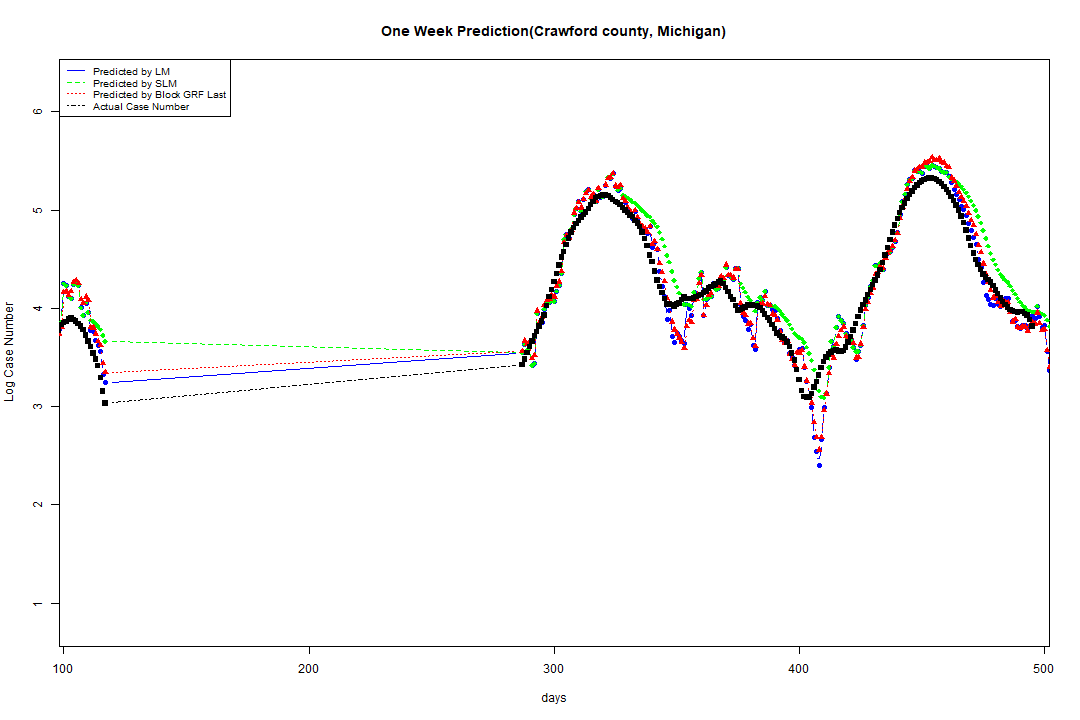 One Week Prediction(Crawford county, Michigan)
Predicted by LM
Predicted by SLM
Predicted by Block GRF Last
Actual Case Number
Log Case Number
6
5
4
3
2
1
100 200 300 400 500
days